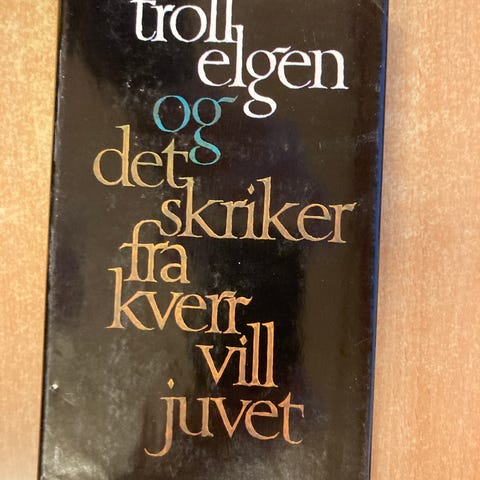 troll
elgen
og
det
skriker
fra
kverr
vill
juvet